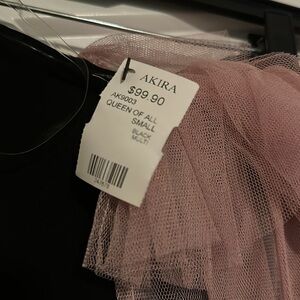 AKIRA
$99.90
AK9003
QUEEN OF ALL
SMALL
BLACK
MULTI